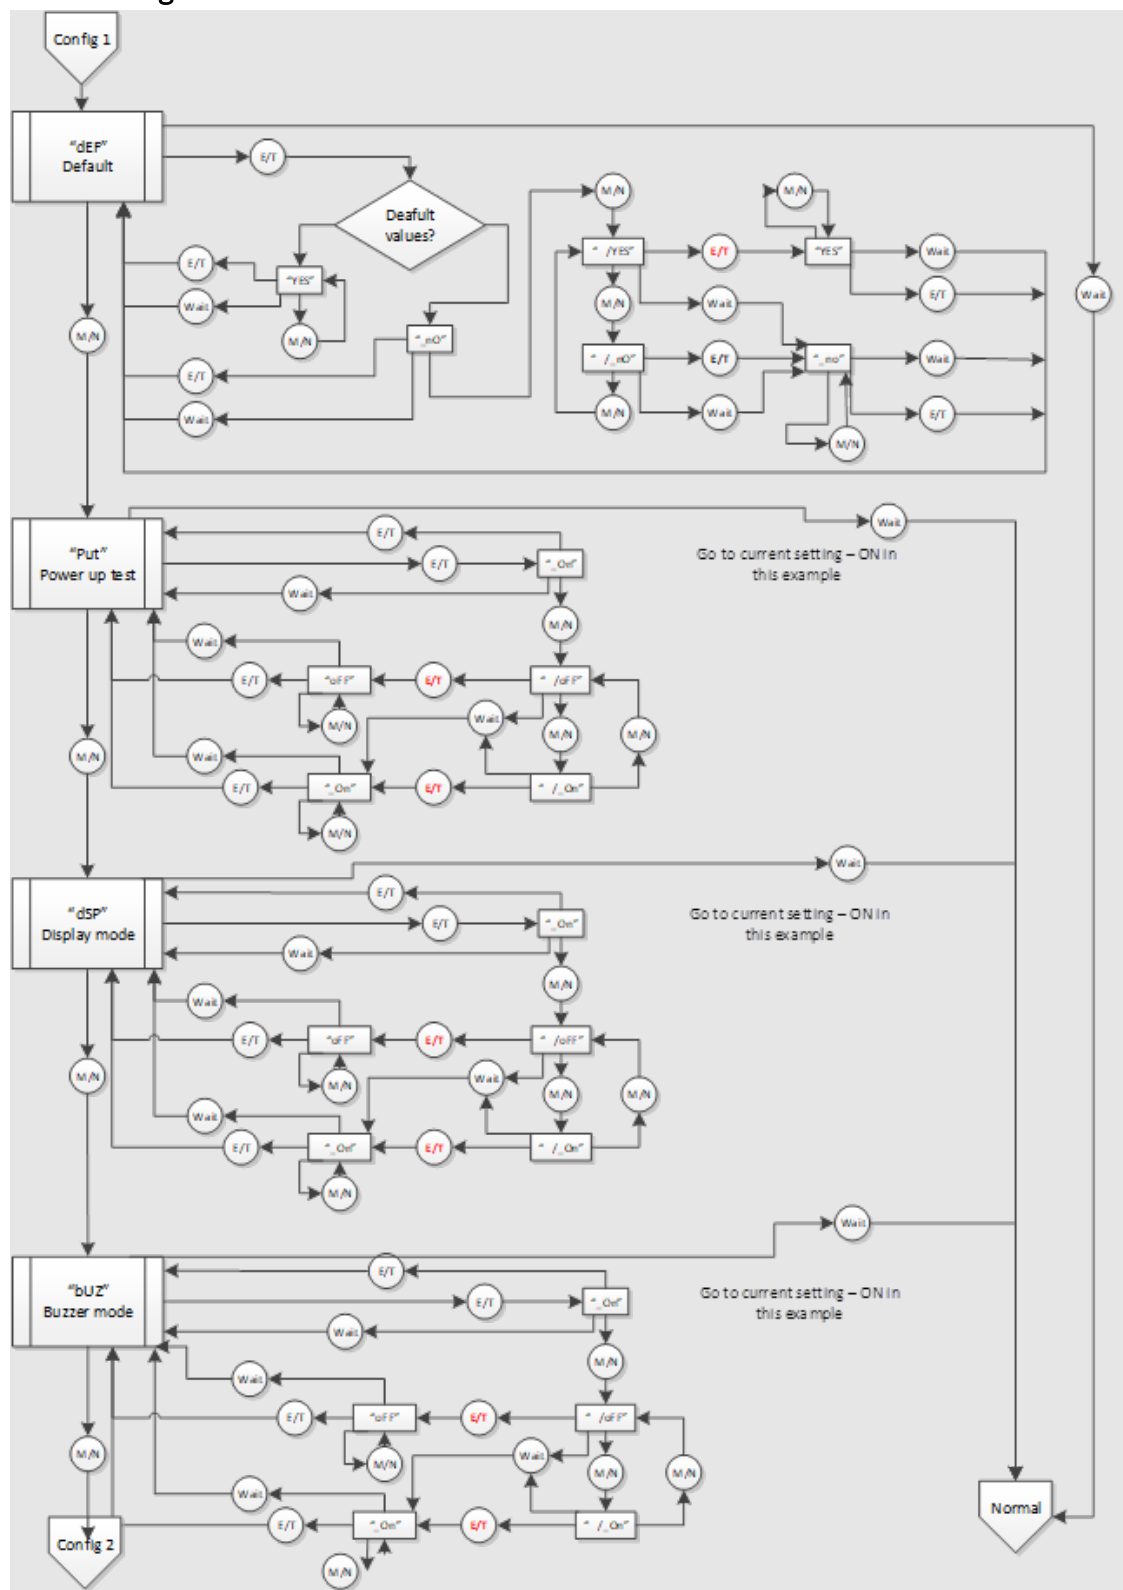 Config 1
"dEF"
Default
E/T
Deafult
values?
M/N
M/N
E/T
"YES"
" /YES"
E/T
"YES"
Wait
Wait
M/N
Wait
E/T
Wait
M/N
M/N
"_nO"
" /_nO"
E/T
"_no"
Wait
E/T
Wait
M/N
Wait
E/T
M/N
"Put"
Power up test
E/T
Wait
E/T
"_On"
Go to current setting – ON in
this example
Wait
M/N
Wait
E/T
"oFF"
E/T
" /oFF"
Wait
M/N
M/N
M/N
M/N
Wait
E/T
"_On"
E/T
" /_On"
M/N
Wait
"dSP"
Display mode
E/T
E/T
"_On"
Go to current setting – ON in
this example
Wait
M/N
Wait
E/T
"oFF"
E/T
" /oFF"
M/N
M/N
Wait
M/N
M/N
Wait
E/T
"_On"
E/T
" /_On"
M/N
Wait
"bUZ"
Buzzer mode
E/T
E/T
"_On"
Go to current setting – ON in
this example
Wait
M/N
Wait
E/T
"oFF"
E/T
" /oFF"
M/N
M/N
Wait
M/N
M/N
Wait
Normal
E/T
"_On"
E/T
" /_On"
Config 2
M/N